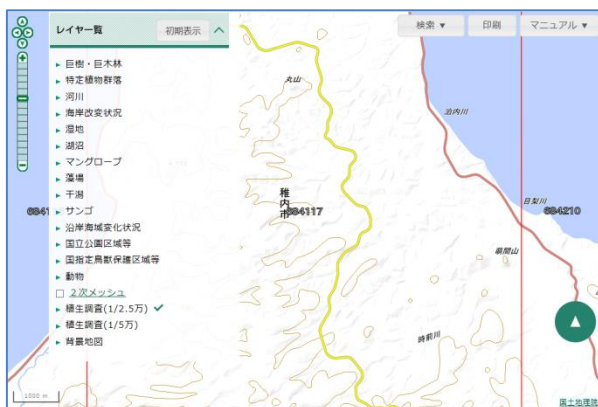 レイヤ一覧
初期表示
検索 ▼
印刷
マニュアル ▼
▸ 巨樹・巨木林
▸ 特定植物群落
▸ 河川
▸ 海岸改変状況
▸ 湿地
▸ 湖沼
▸ マングローブ
▸ 藻場
▸ 干潟
▸ サンゴ
▸ 沿岸海域変化状況
▸ 国立公園区域等
▸ 国指定鳥獣保護区域等
▸ 動物
2次メッシュ
▸ 植生調査(1/2.5万) ✔
▸ 植生調査(1/5万)
▸ 背景地図
丸山
泊内川
稚内市
6841
684117
目梨川
684210
時前川
1000 m
国土地理院